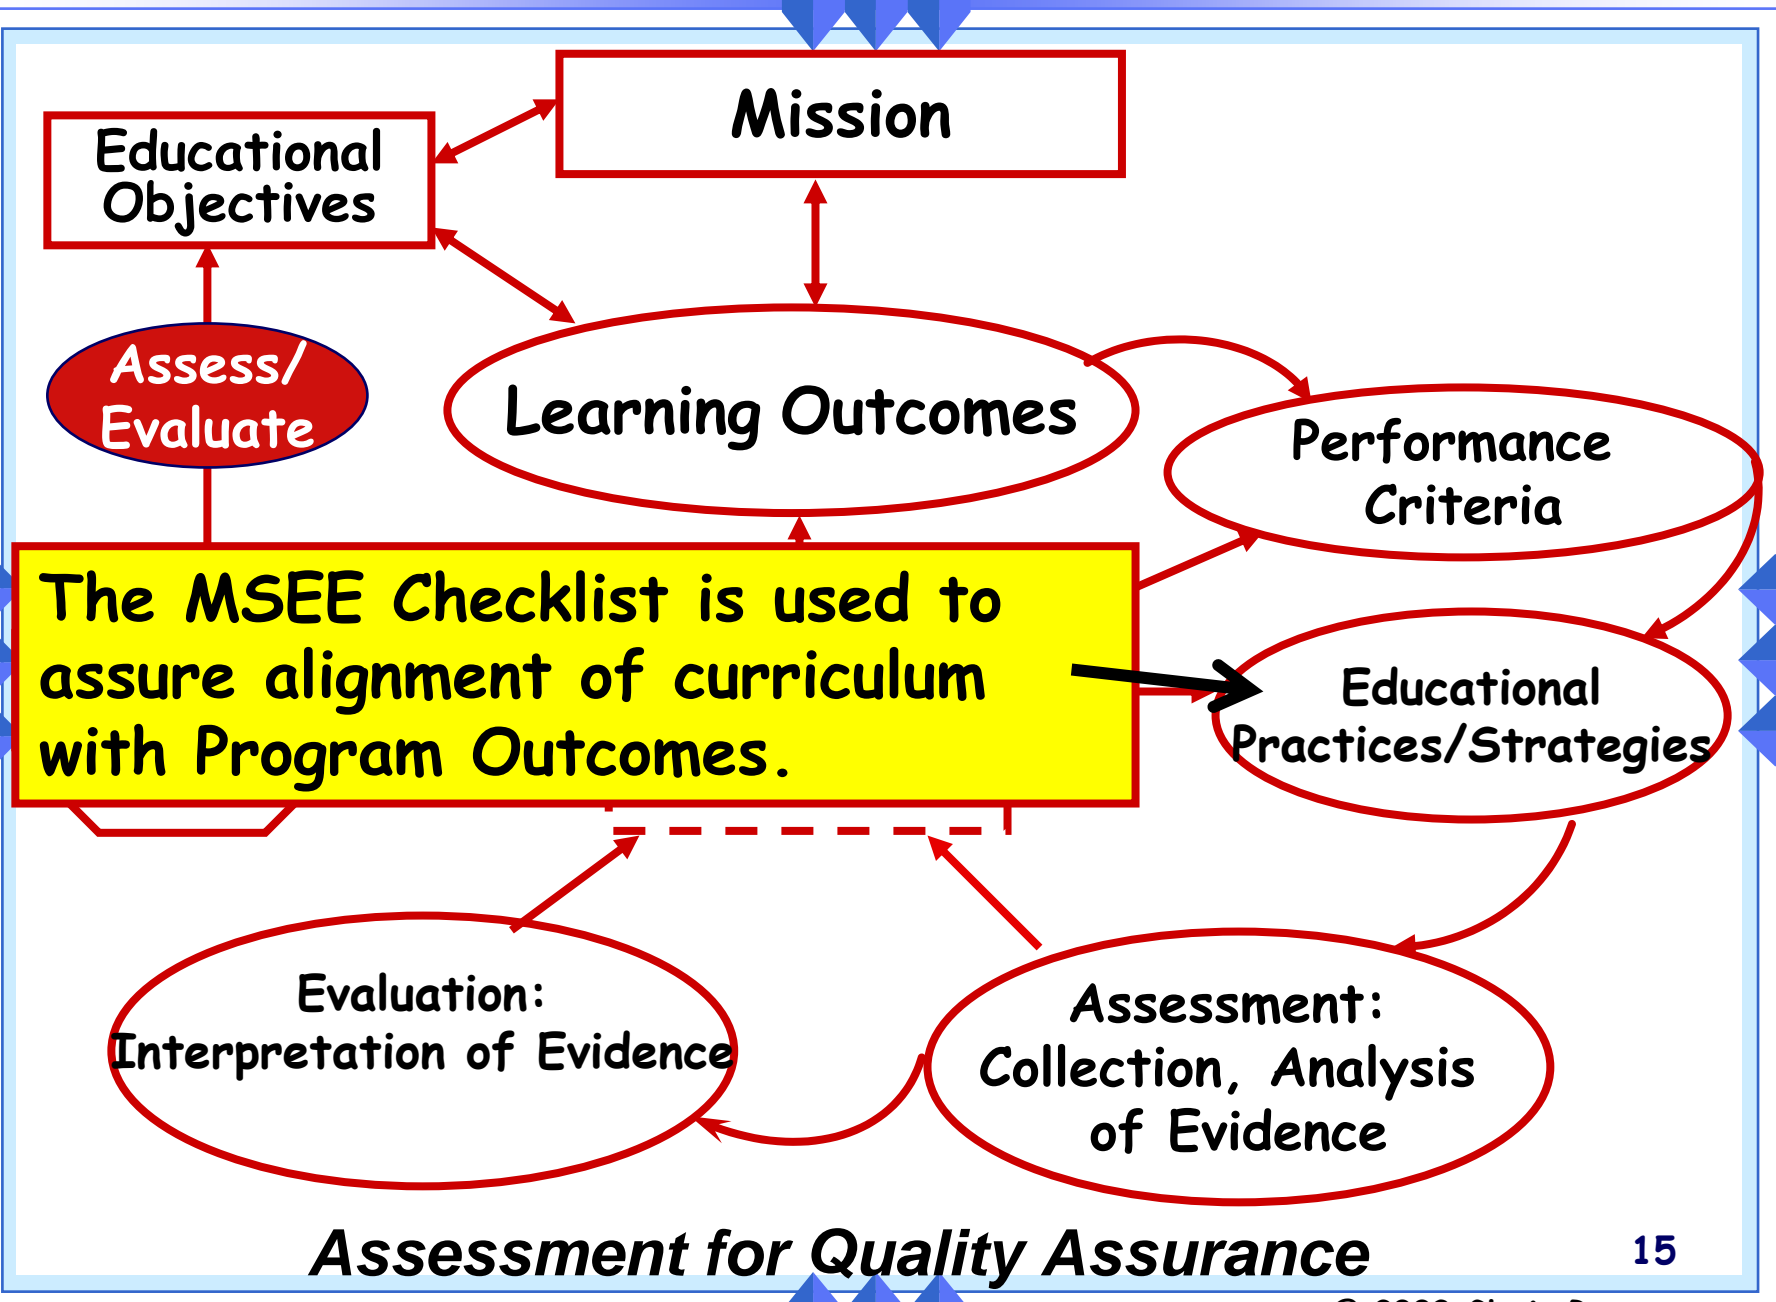 Mission
Educational
Objectives
Assess/
Evaluate
Learning Outcomes
Performance
Criteria
The MSEE Checklist is used to
assure alignment of curriculum
with Program Outcomes.
Educational
Practices/Strategies
Evaluation:
Interpretation of Evidence
Assessment:
Collection, Analysis
of Evidence
Assessment for Quality Assurance
15